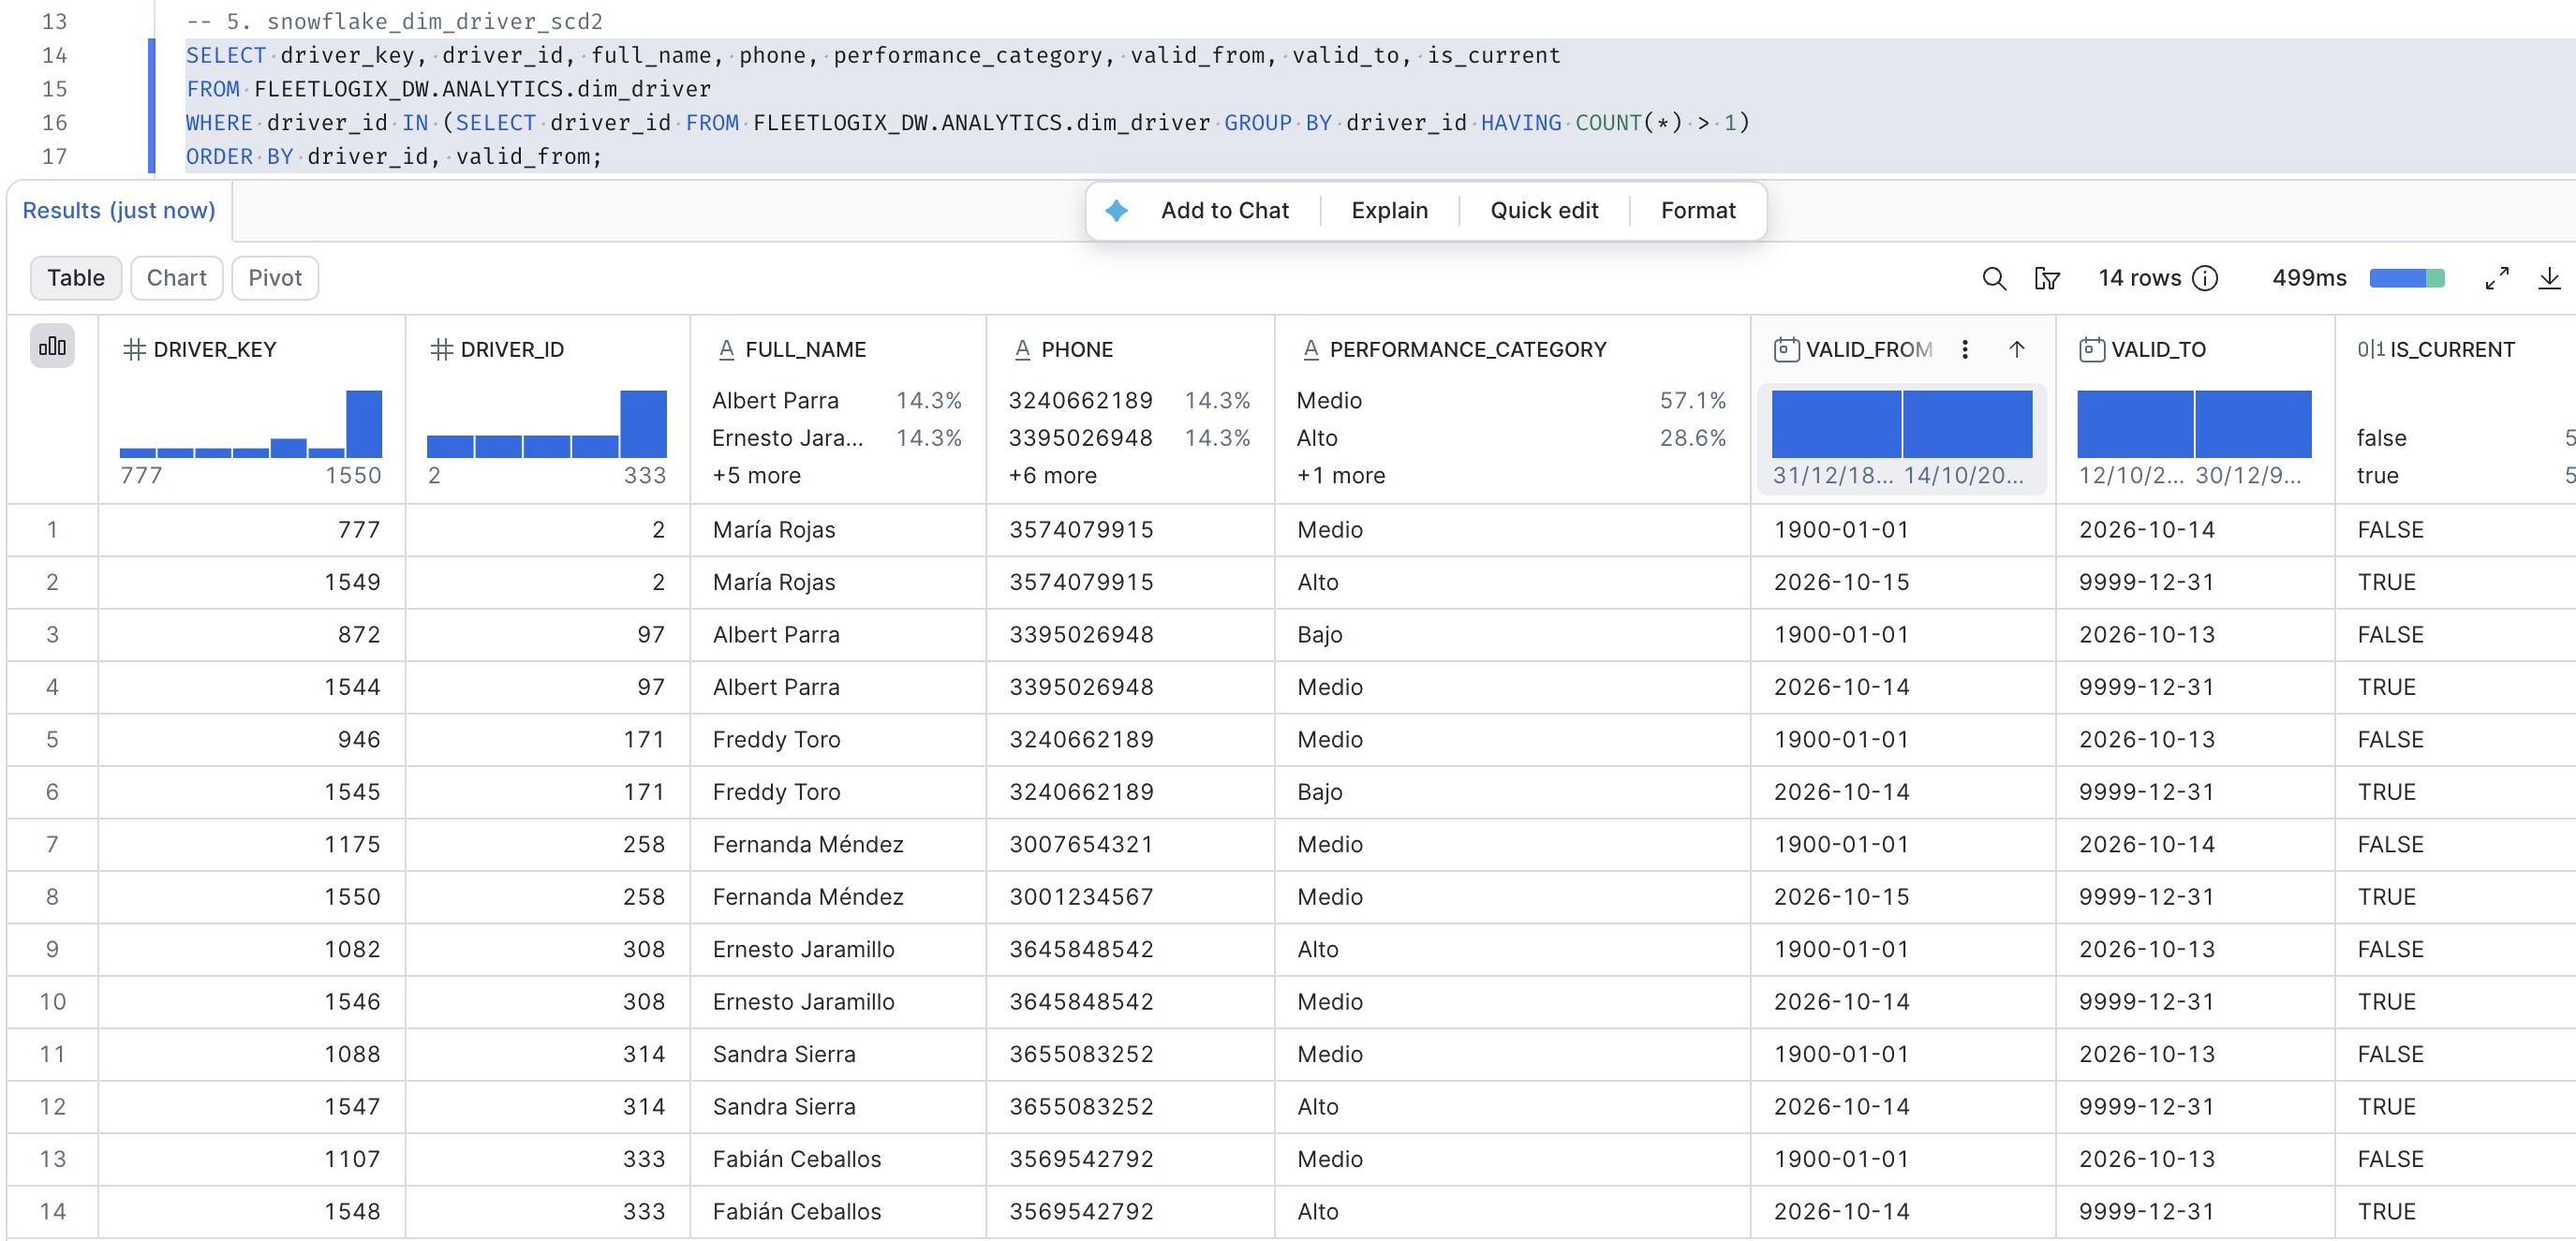 13 -- 5. snowflake_dim_driver_scd2
14 SELECT driver_key, driver_id, full_name, phone, performance_category, valid_from, valid_to, is_current
15 FROM FLEETLOGIX_DW.ANALYTICS.dim_driver
16 WHERE driver_id IN (SELECT driver_id FROM FLEETLOGIX_DW.ANALYTICS.dim_driver GROUP BY driver_id HAVING COUNT(*) > 1)
17 ORDER BY driver_id, valid_from;
Results (just now)
Add to Chat Explain Quick edit Format
Table Chart Pivot 14 rows 499ms
DRIVER_KEY DRIVER_ID A FULL_NAME A PHONE A PERFORMANCE_CATEGORY VALID_FROM VALID_TO 0|1 IS_CURRENT
Albert Parra 14.3% 3240662189 14.3% Medio 57.1%
Ernesto Jara... 14.3% 3395026948 14.3% Alto 28.6% false 5
777 1550 2 333 +5 more +6 more +1 more 31/12/18... 14/10/20... 12/10/2... 30/12/9... true 5
1 777 2 María Rojas 3574079915 Medio 1900-01-01 2026-10-14 FALSE
2 1549 2 María Rojas 3574079915 Alto 2026-10-15 9999-12-31 TRUE
3 872 97 Albert Parra 3395026948 Bajo 1900-01-01 2026-10-13 FALSE
4 1544 97 Albert Parra 3395026948 Medio 2026-10-14 9999-12-31 TRUE
5 946 171 Freddy Toro 3240662189 Medio 1900-01-01 2026-10-13 FALSE
6 1545 171 Freddy Toro 3240662189 Bajo 2026-10-14 9999-12-31 TRUE
7 1175 258 Fernanda Méndez 3007654321 Medio 1900-01-01 2026-10-14 FALSE
8 1550 258 Fernanda Méndez 3001234567 Medio 2026-10-15 9999-12-31 TRUE
9 1082 308 Ernesto Jaramillo 3645848542 Alto 1900-01-01 2026-10-13 FALSE
10 1546 308 Ernesto Jaramillo 3645848542 Medio 2026-10-14 9999-12-31 TRUE
11 1088 314 Sandra Sierra 3655083252 Medio 1900-01-01 2026-10-13 FALSE
12 1547 314 Sandra Sierra 3655083252 Alto 2026-10-14 9999-12-31 TRUE
13 1107 333 Fabián Ceballos 3569542792 Medio 1900-01-01 2026-10-13 FALSE
14 1548 333 Fabián Ceballos 3569542792 Alto 2026-10-14 9999-12-31 TRUE